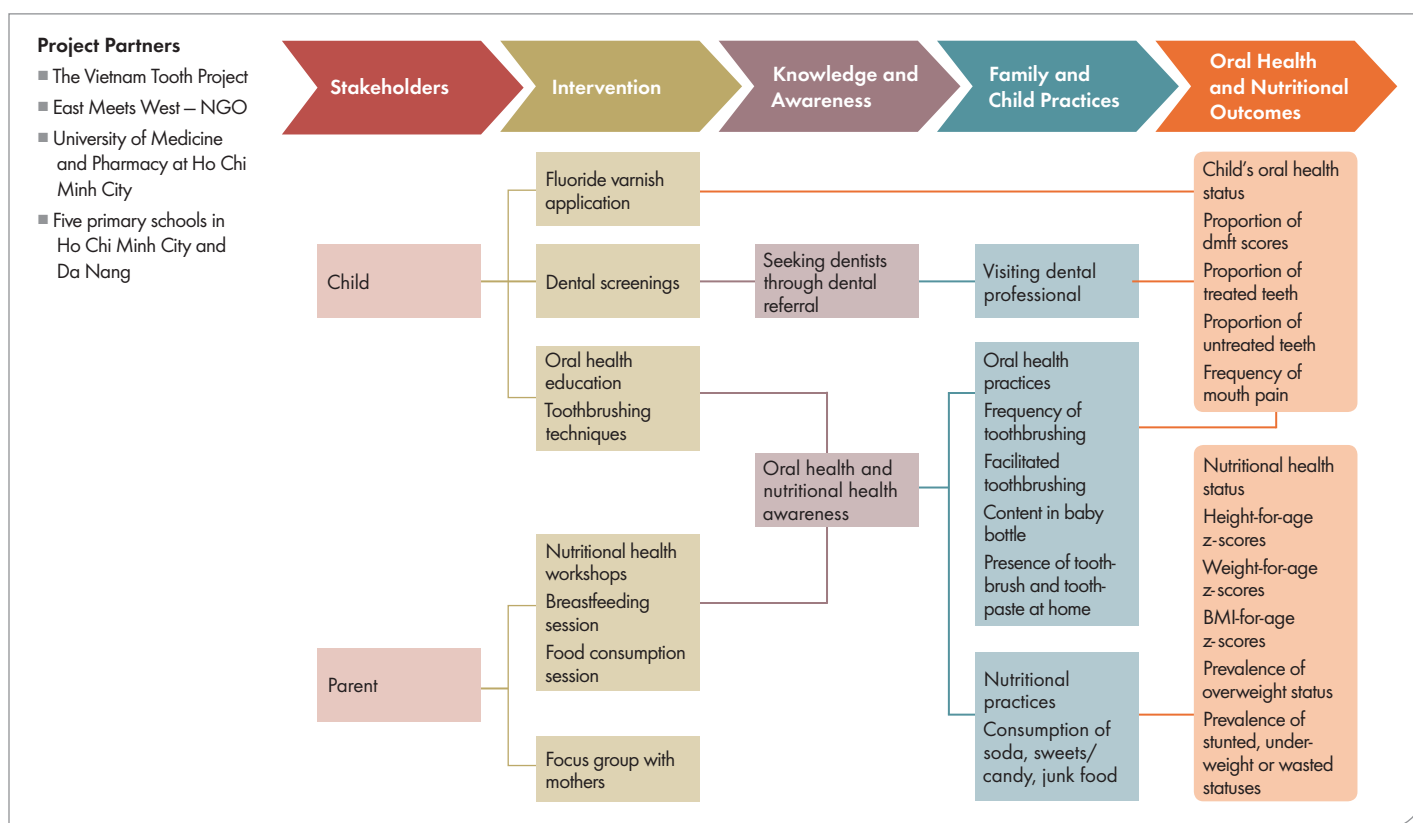 Project Partners
The Vietnam Tooth Project
East Meets West – NGO
University of Medicine
and Pharmacy at Ho Chi
Minh City
Five primary schools in
Ho Chi Minh City and
Da Nang
Stakeholders
Intervention
Knowledge and
Awareness
Family and
Child Practices
Oral Health
and Nutritional
Outcomes
Child
Parent
Fluoride varnish
application
Dental screenings
Oral health
education
Toothbrushing
techniques
Nutritional health
workshops
Breastfeeding
session
Food consumption
session
Focus group with
mothers
Seeking dentists
through dental
referral
Oral health and
nutritional health
awareness
Visiting dental
professional
Oral health
practices
Frequency of
toothbrushing
Facilitated
toothbrushing
Content in baby
bottle
Presence of tooth-
brush and tooth-
paste at home
Nutritional
practices
Consumption of
soda, sweets/
candy, junk food
Child's oral health
status
Proportion of
dmft scores
Proportion of
treated teeth
Proportion of
untreated teeth
Frequency of
mouth pain
Nutritional health
status
Height-for-age
z-scores
Weight-for-age
z-scores
BMI-for-age
z-scores
Prevalence of
overweight status
Prevalence of
stunted, under-
weight or wasted
statuses